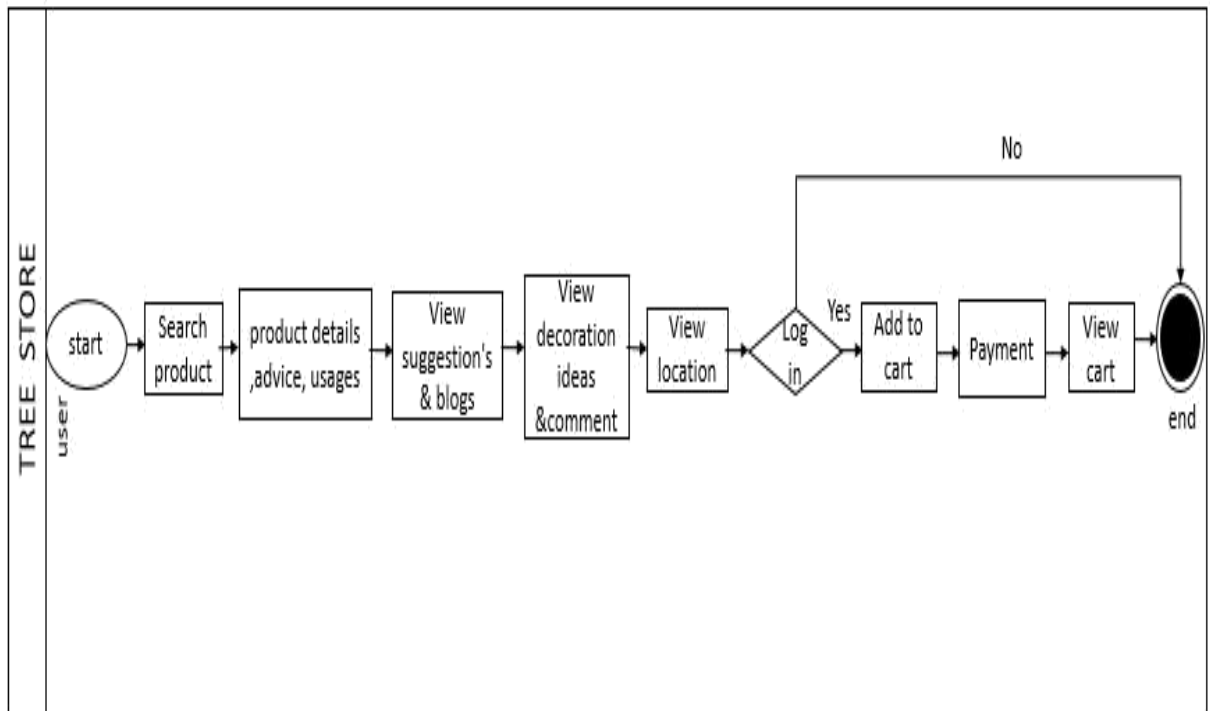 TREE STORE
user
start
Search
product
product details
,advice, usages
View
suggestion's
& blogs
View
decoration
ideas
&comment
View
location
Log
in
No
Yes
Add to
cart
Payment
View
cart
end